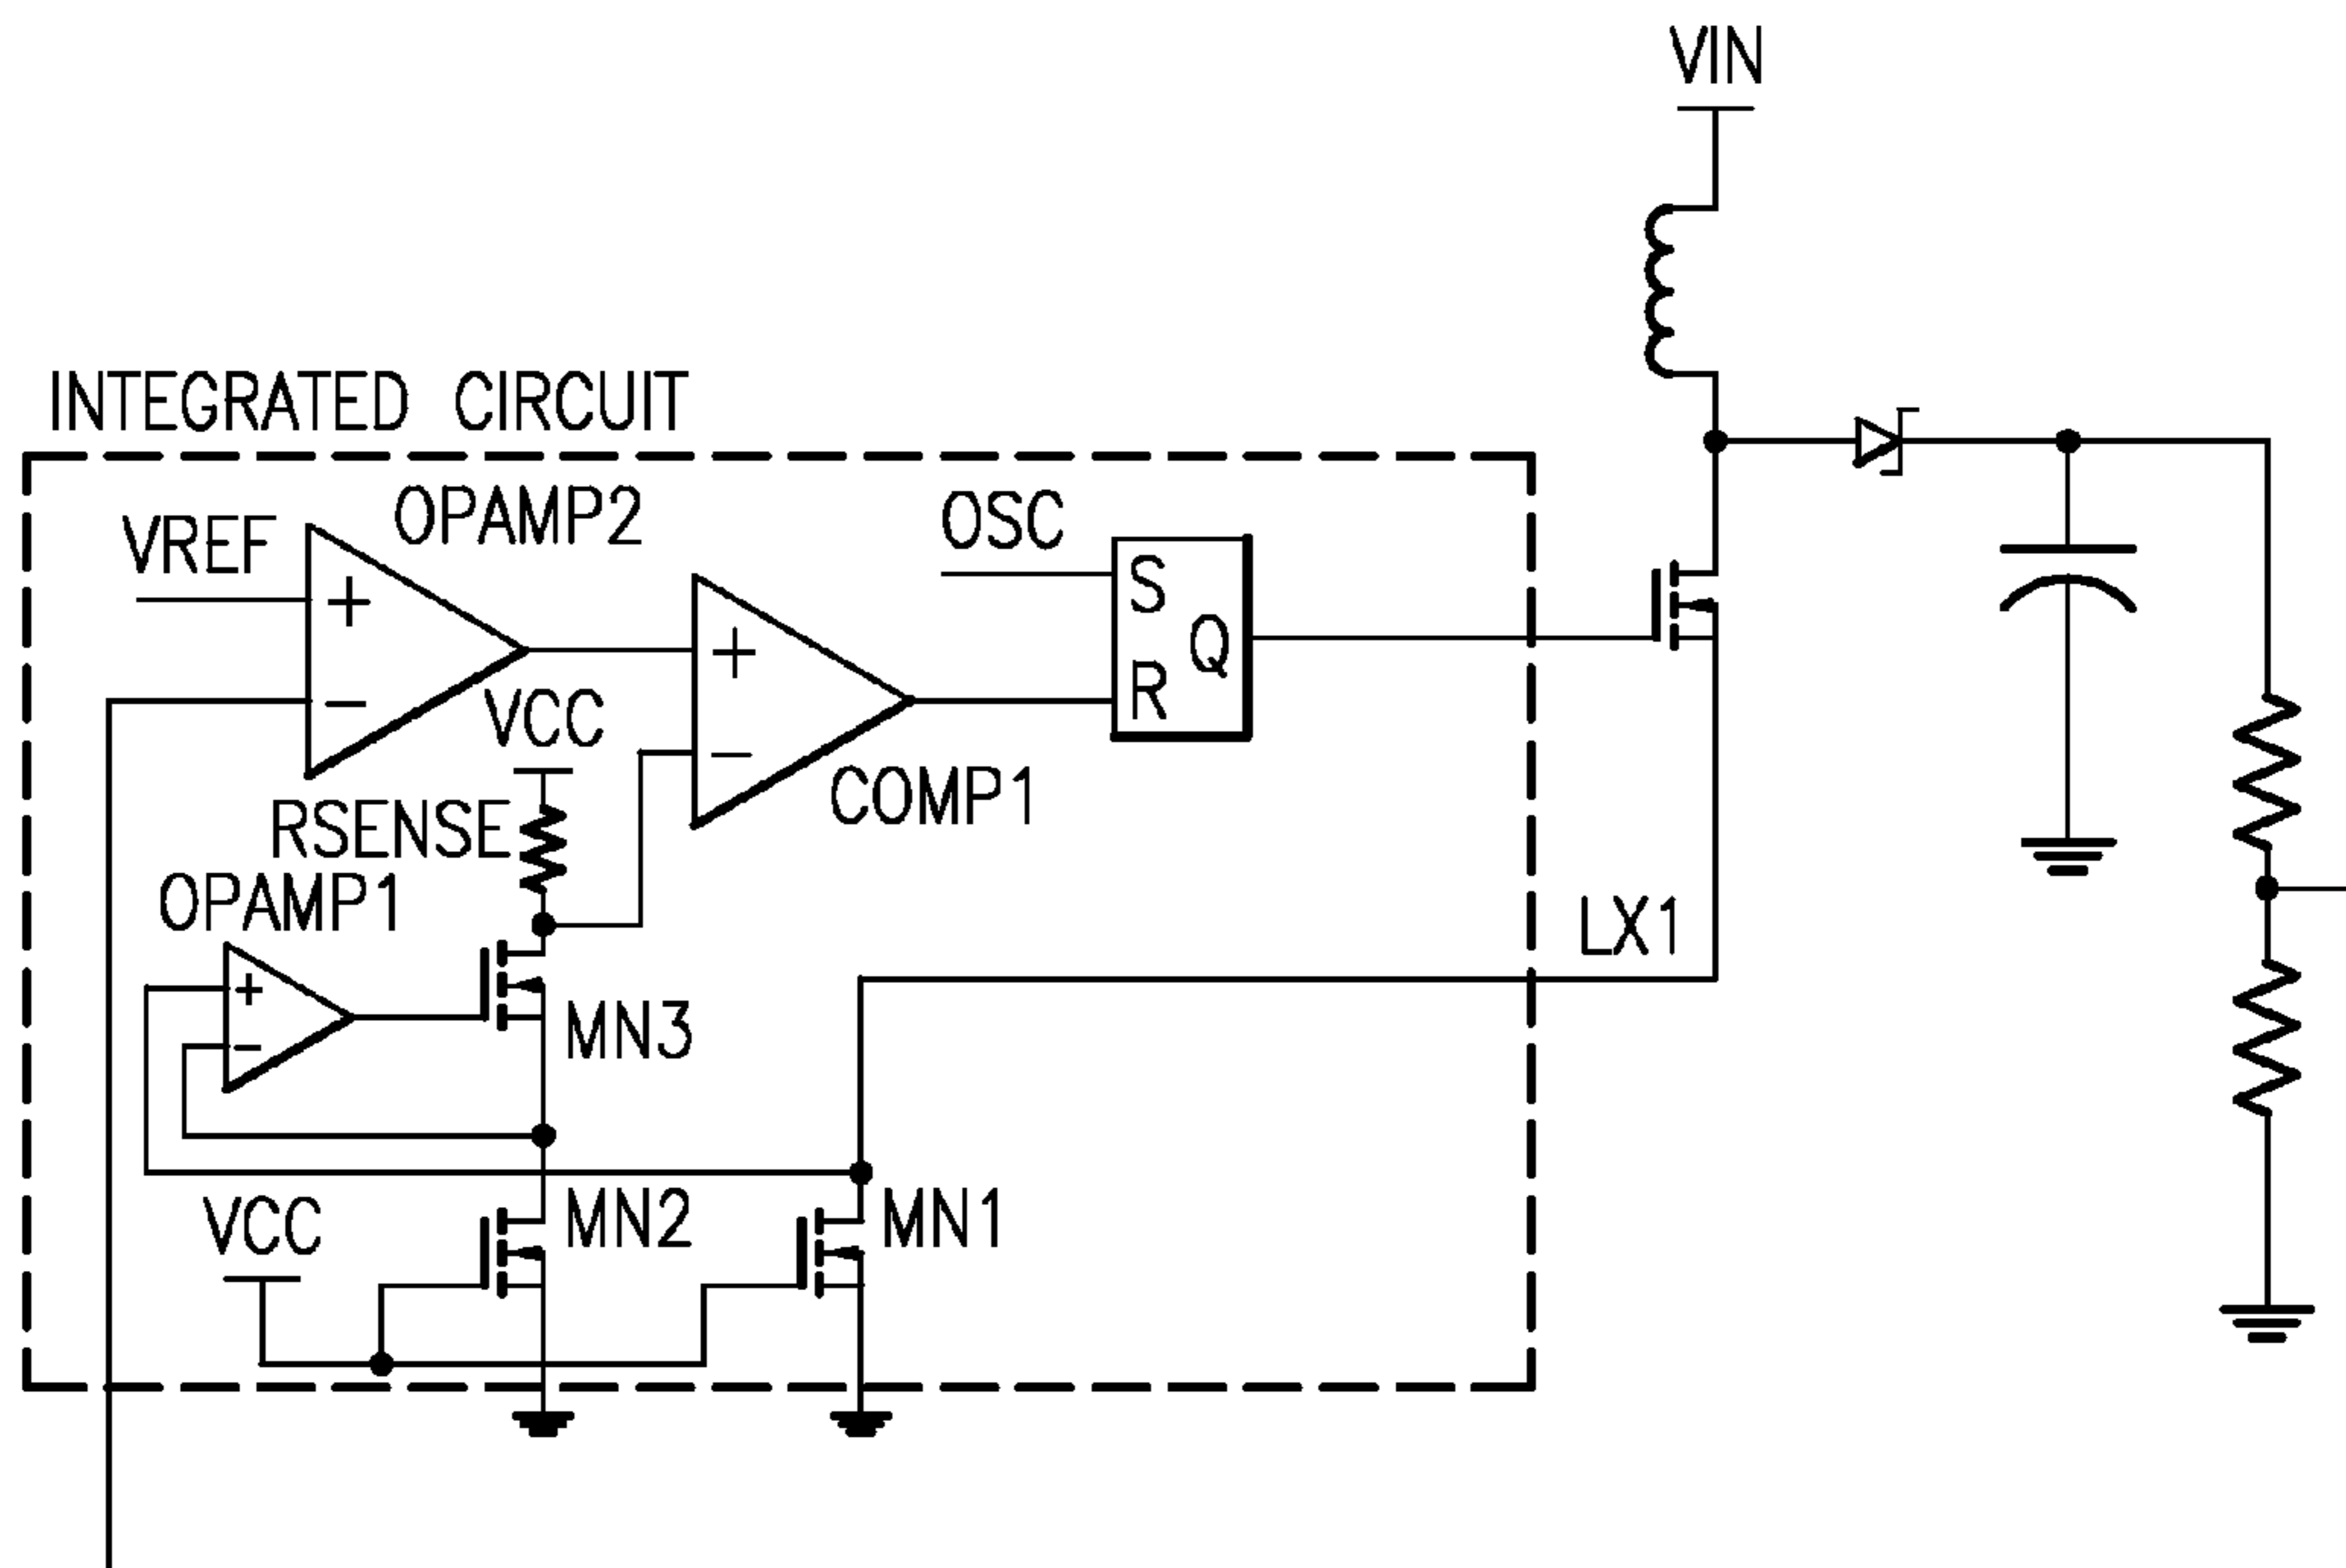 VIN
INTEGRATED CIRCUIT
OPAMP2
VREF
OSC
+
S
Q
+
−
R
VCC
−
COMP1
RSENSE
OPAMP1
LX1
+
MN3
−
MN2
MN1
VCC